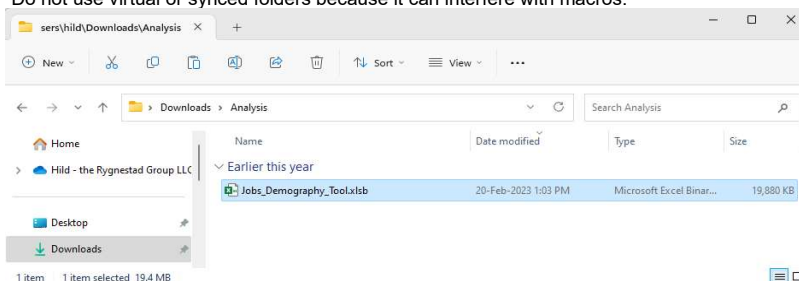 Do not use virtual or synced folders because it can interfere with macros.
sers\hild\Downloads\Analysis
New
Sort
View
Downloads > Analysis
Search Analysis
Home
Hild - the Rygnestad Group LLC
Desktop
Downloads
Name Date modified Type Size
Earlier this year
Jobs_Demography_Tool.xlsb 20-Feb-2023 1:03 PM Microsoft Excel Binar... 19,880 KB
1 item 1 item selected 19.4 MB